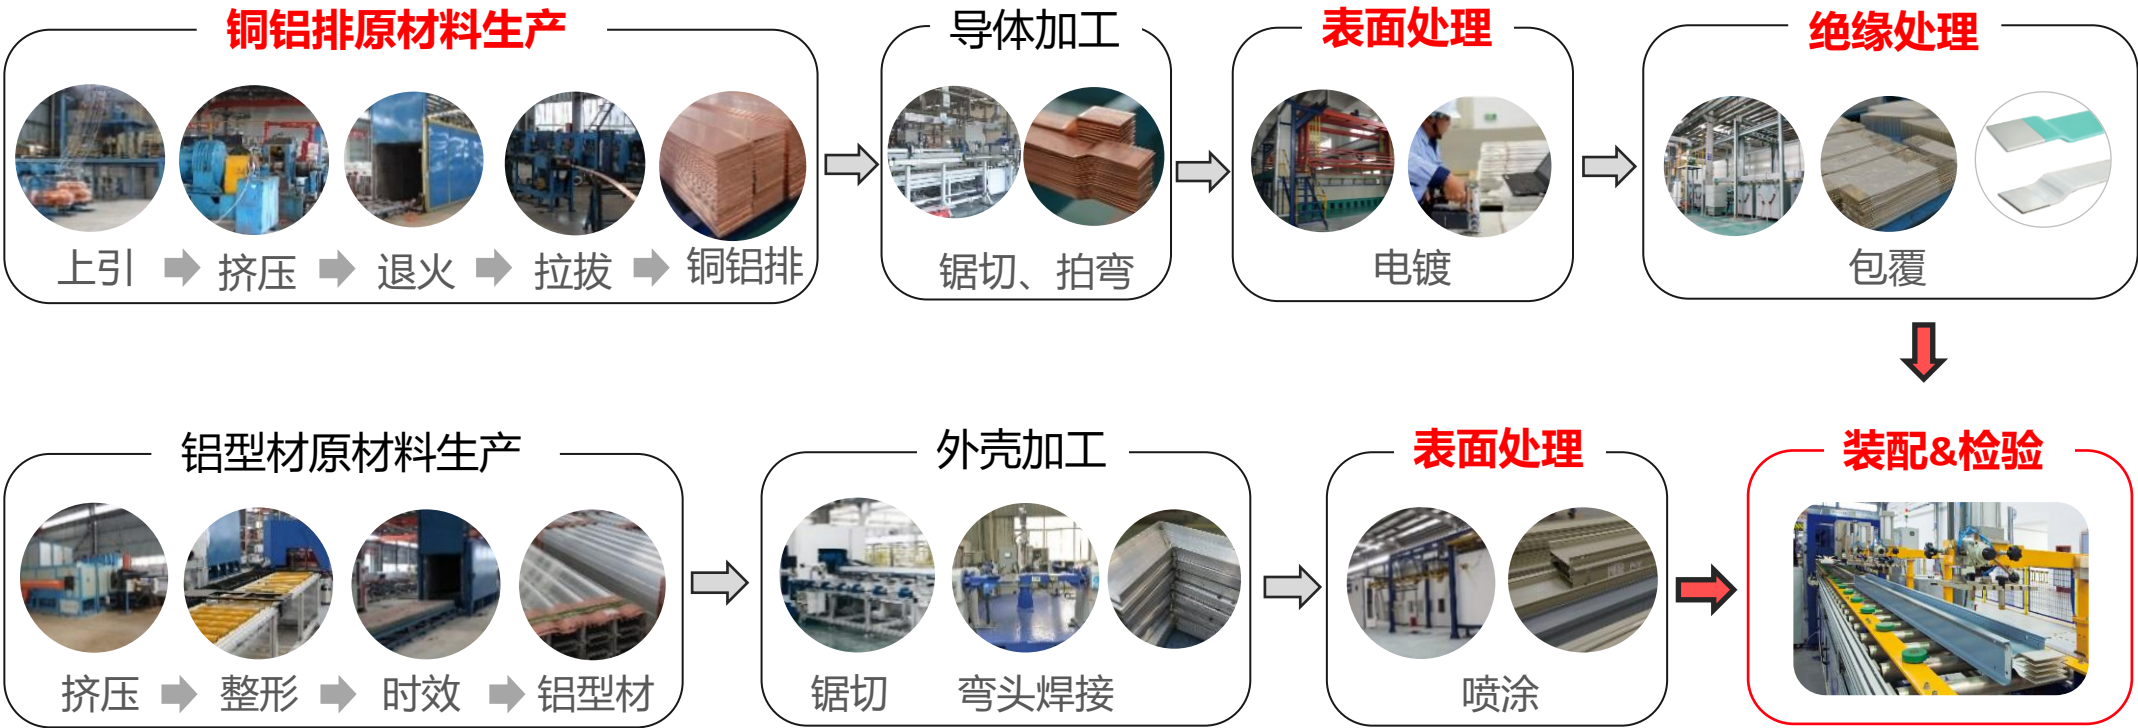 铜铝排原材料生产
导体加工
表面处理
绝缘处理
上引
挤压
退火
拉拔
铜铝排
锯切、拍弯
电镀
包覆
铝型材原材料生产
外壳加工
表面处理
装配&检验
挤压
整形
时效
铝型材
锯切
弯头焊接
喷涂